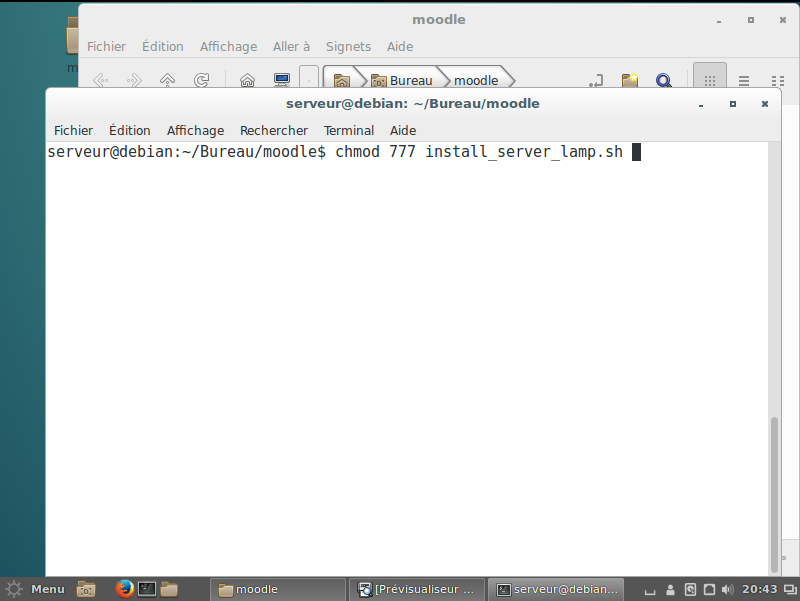 moodle
Fichier Édition Affichage Aller à Signets Aide
Bureau moodle
serveur@debian: ~/Bureau/moodle
Fichier Édition Affichage Rechercher Terminal Aide
serveur@debian:~/Bureau/moodle$ chmod 777 install_server_lamp.sh
Menu moodle [Prévisualiseur ... serveur@debian... 20:43